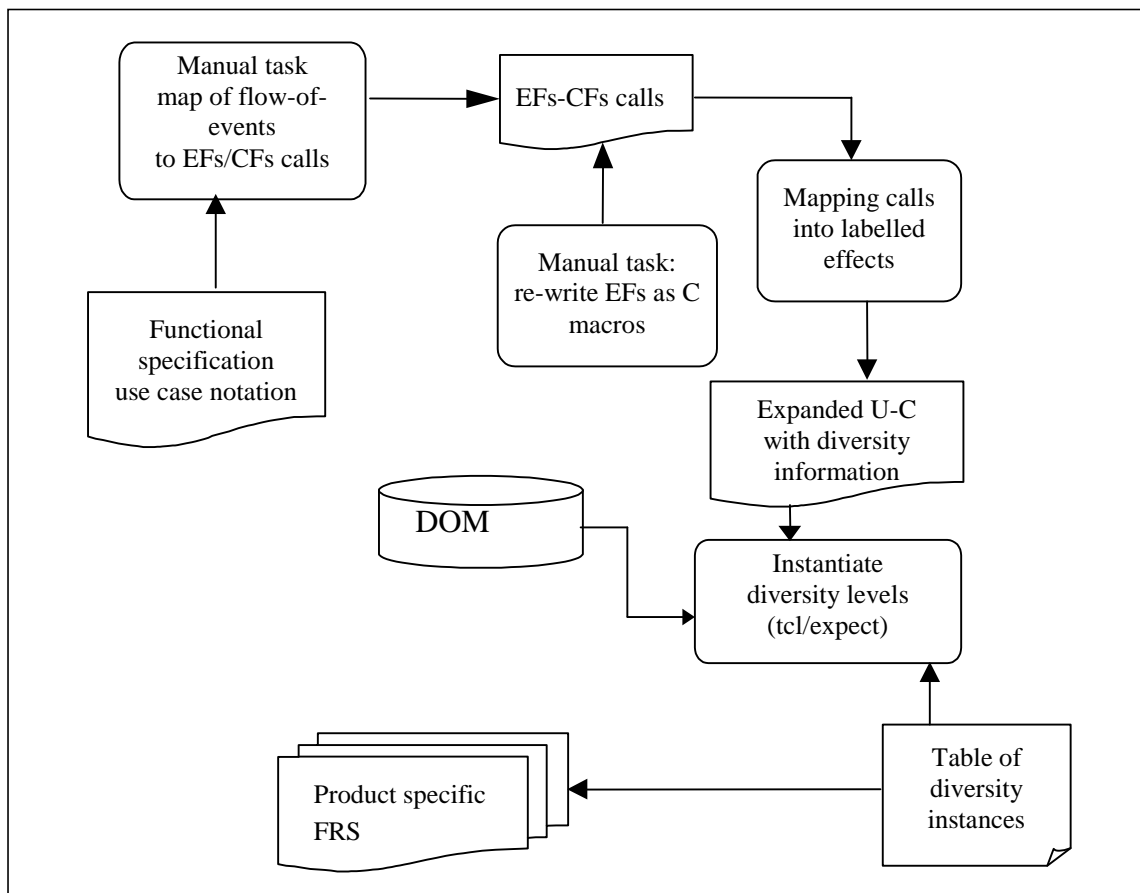 Manual task
map of flow-of-
events
to EFs/CFs calls
EFs-CFs calls
Mapping calls
into labelled
effects
Manual task:
re-write EFs as C
macros
Functional
specification
use case notation
Expanded U-C
with diversity
information
DOM
Instantiate
diversity levels
(tcl/expect)
Table of
diversity
instances
Product specific
FRS